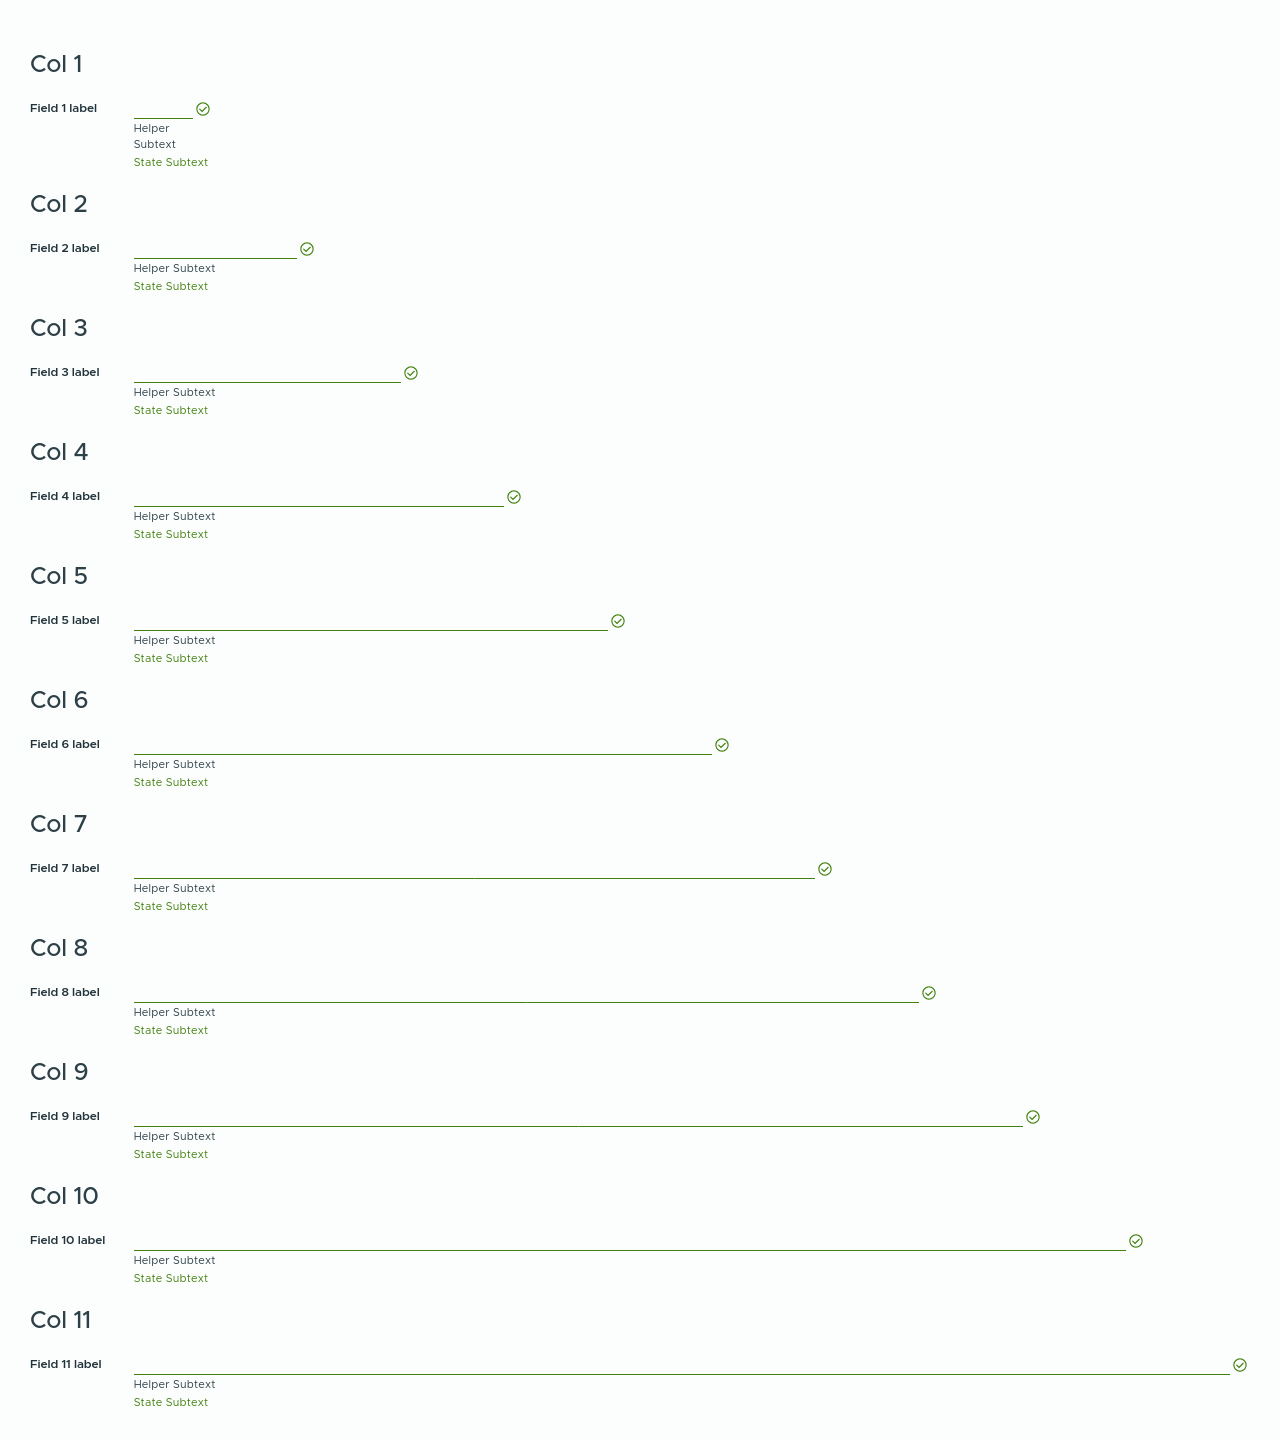 Col 1
Field 1 label
Helper
Subtext
State Subtext
Col 2
Field 2 label
Helper Subtext
State Subtext
Col 3
Field 3 label
Helper Subtext
State Subtext
Col 4
Field 4 label
Helper Subtext
State Subtext
Col 5
Field 5 label
Helper Subtext
State Subtext
Col 6
Field 6 label
Helper Subtext
State Subtext
Col 7
Field 7 label
Helper Subtext
State Subtext
Col 8
Field 8 label
Helper Subtext
State Subtext
Col 9
Field 9 label
Helper Subtext
State Subtext
Col 10
Field 10 label
Helper Subtext
State Subtext
Col 11
Field 11 label
Helper Subtext
State Subtext